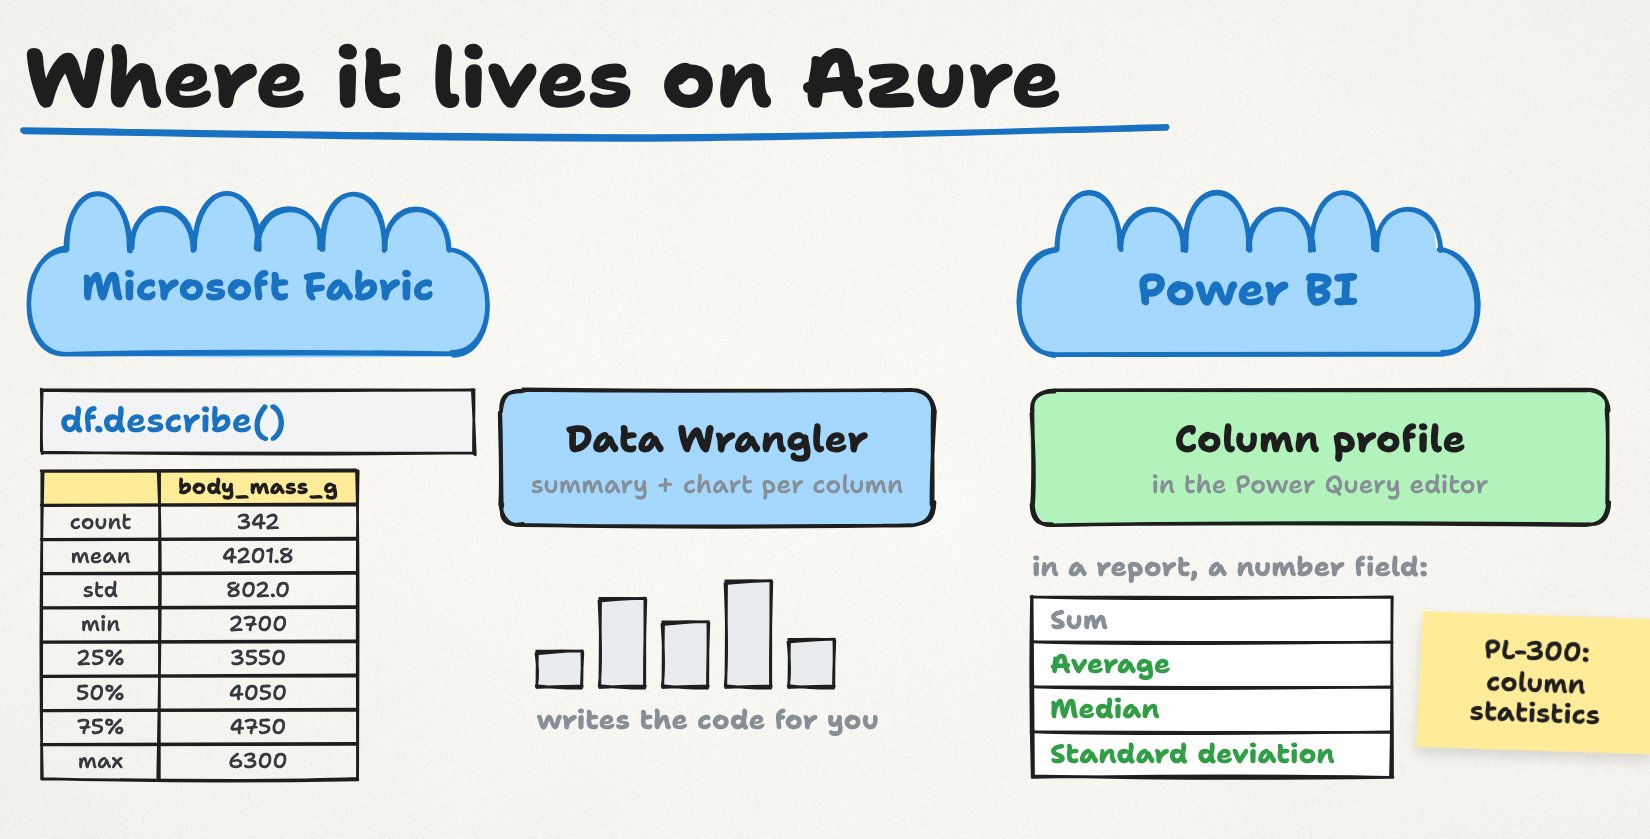 Where it lives on Azure
Microsoft Fabric
Power BI
df.describe()
body_mass_g
count 342
mean 4201.8
std 802.0
min 2700
25% 3550
50% 4050
75% 4750
max 6300
Data Wrangler
summary + chart per column
writes the code for you
Column profile
in the Power Query editor
in a report, a number field:
Sum
Average
Median
Standard deviation
PL-300:
column
statistics